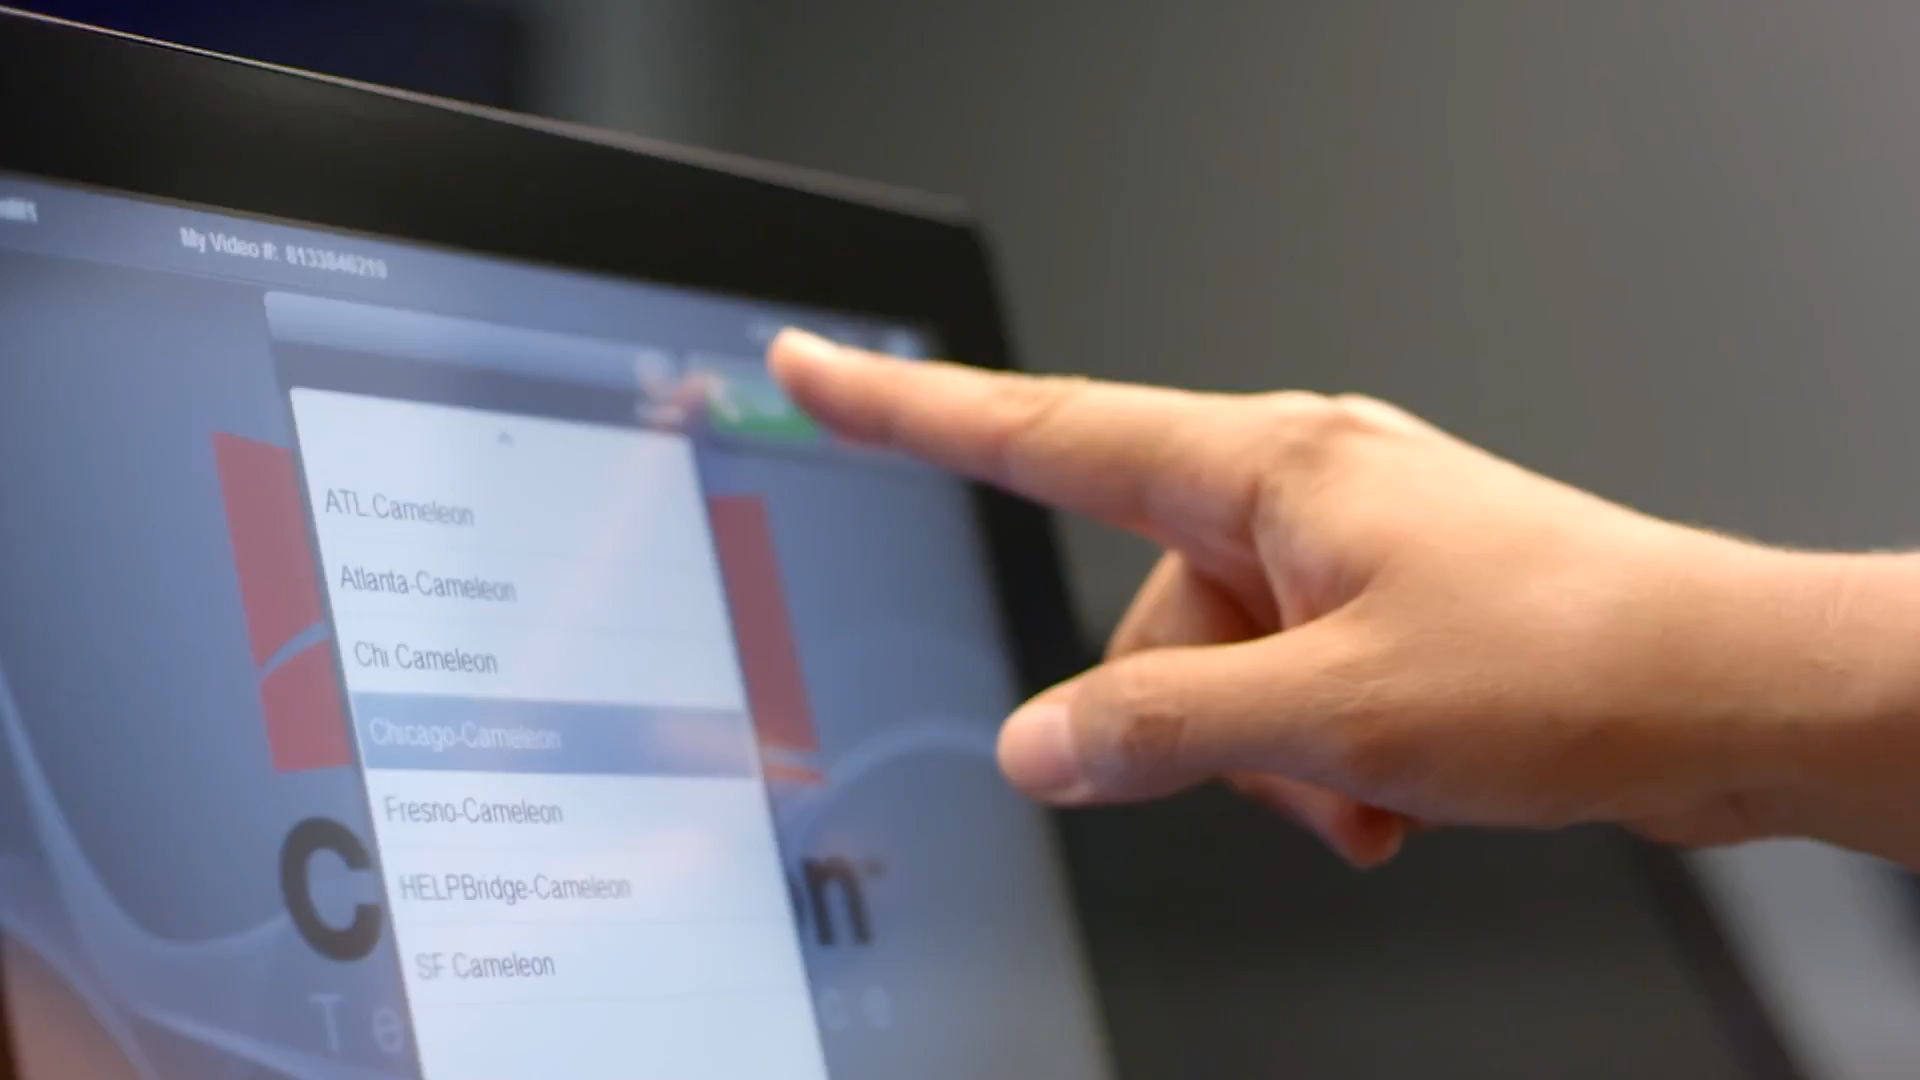 My Video #: 8133846210
ATL Cameleon
Atlanta-Cameleon
Chi Cameleon
Chicago-Cameleon
Fresno-Cameleon
HELPBridge-Cameleon
SF Cameleon